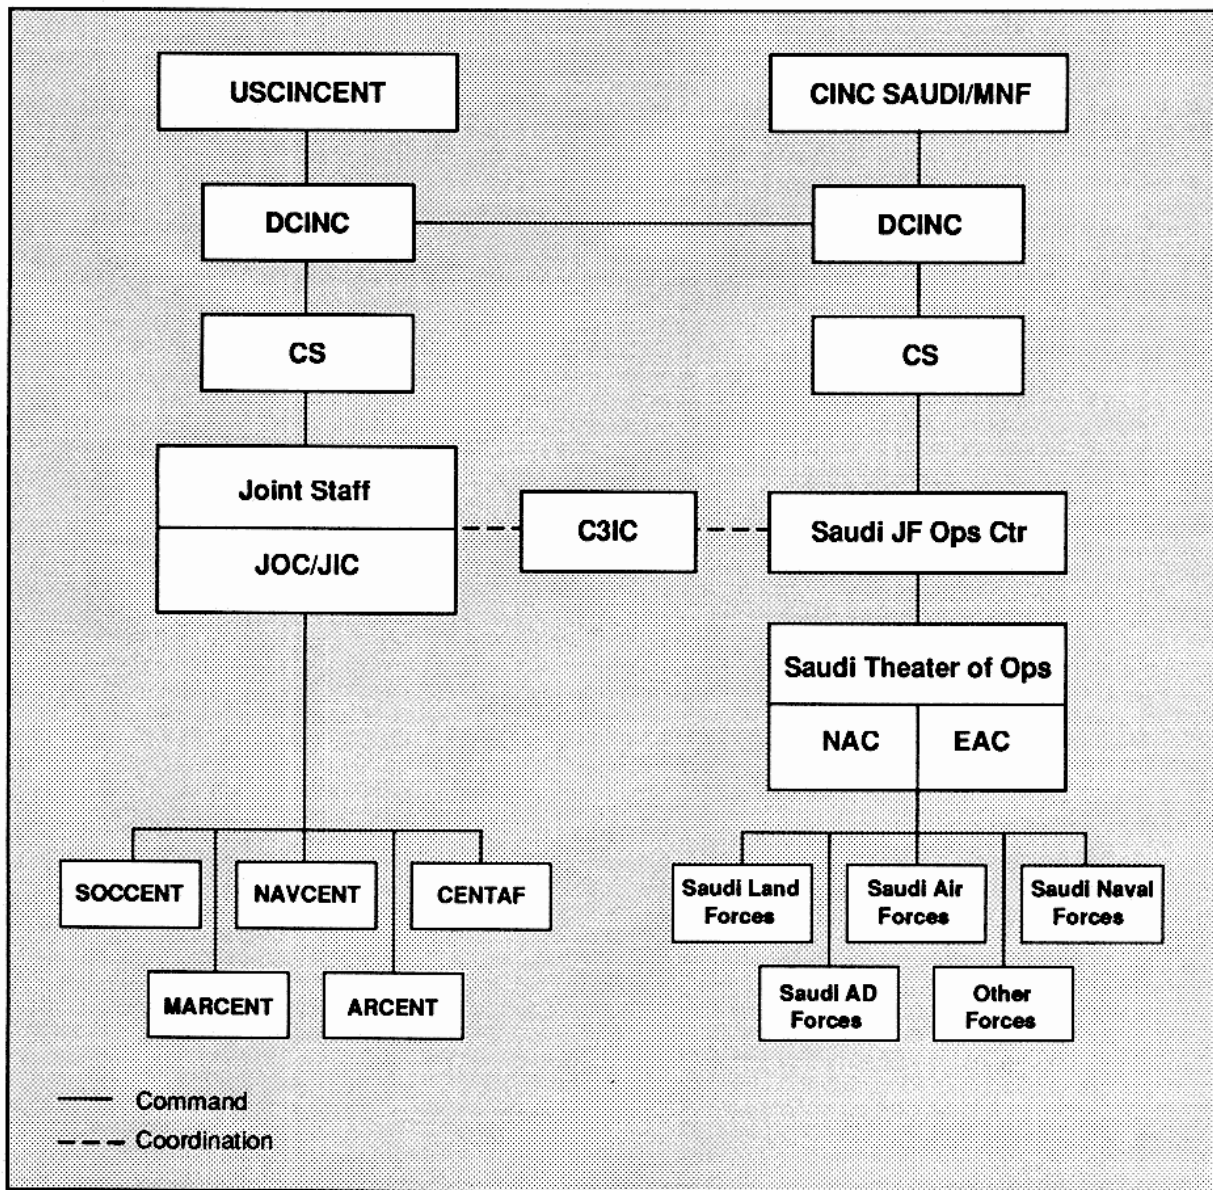 USCINCENT
CINC SAUDI/MNF
DCINC
DCINC
CS
CS
Joint Staff
JOC/JIC
C3IC
Saudi JF Ops Ctr
Saudi Theater of Ops
NAC
EAC
SOCCENT
NAVCENT
CENTAF
MARCENT
ARCENT
Saudi Land
Forces
Saudi Air
Forces
Saudi Naval
Forces
Saudi AD
Forces
Other
Forces
Command
Coordination